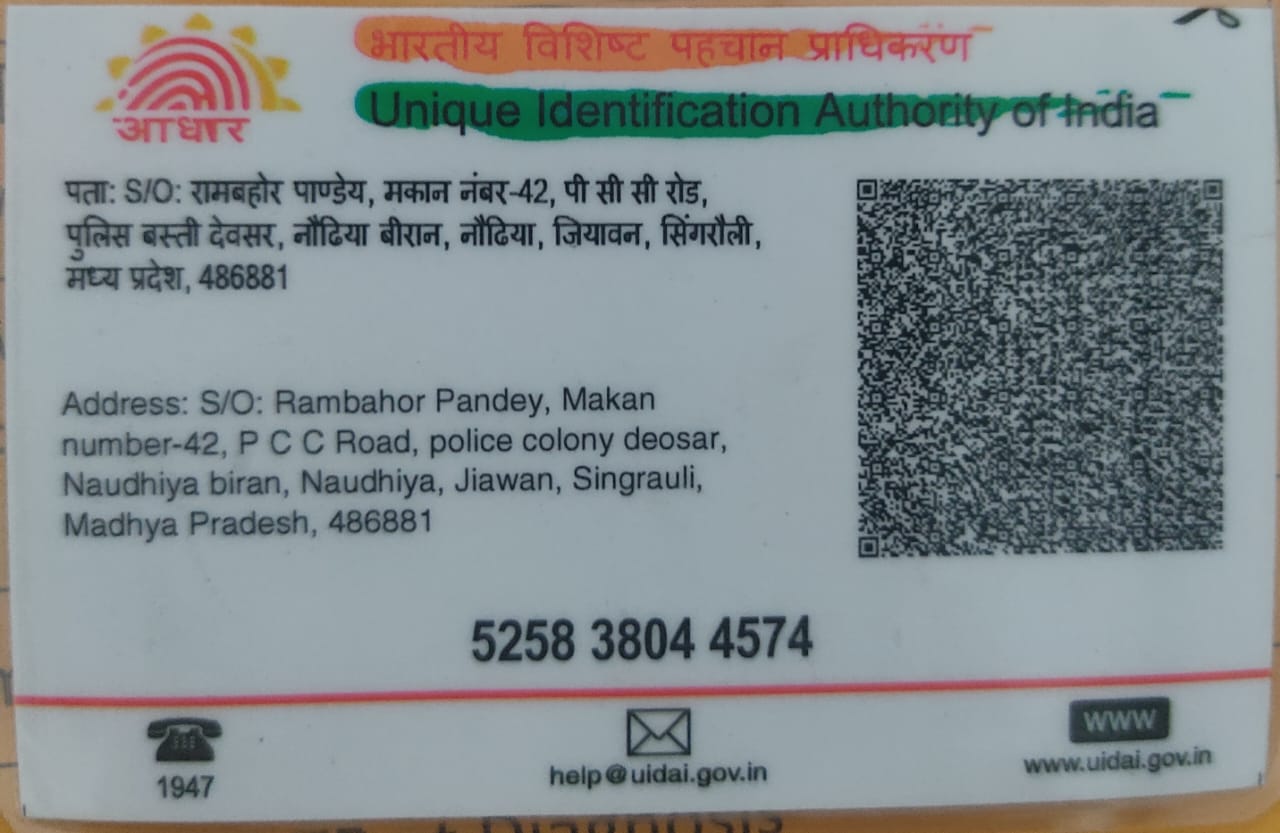 भारतीय विशिष्ट पहचान प्राधिकरण
Unique Identification Authority of India
आधार
पता: S/O: रामबहोर पाण्डेय, मकान नंबर-42, पी सी सी रोड,
पुलिस बस्ती देवसर, नौढिया बीरान, नौढिया, जियावन, सिंगरौली,
मध्य प्रदेश, 486881
Address: S/O: Rambahor Pandey, Makan
number-42, P C C Road, police colony deosar,
Naudhiya biran, Naudhiya, Jiawan, Singrauli,
Madhya Pradesh, 486881
5258 3804 4574
1947
help@uidai.gov.in
www
www.uidai.gov.in